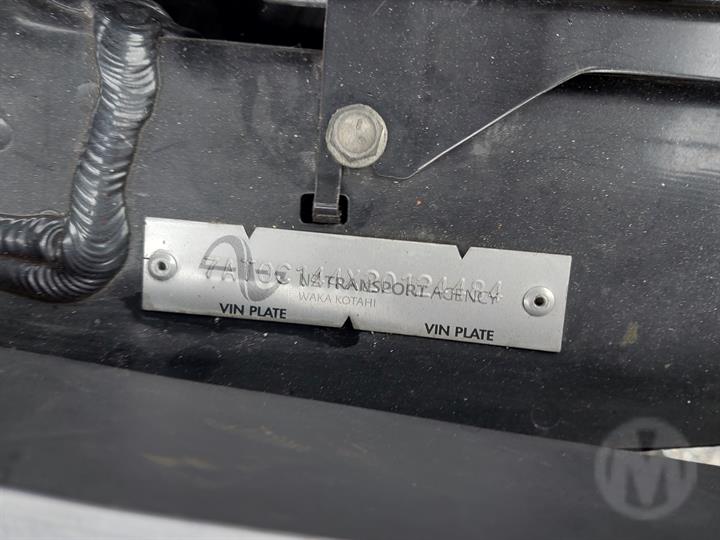 NZ TRANSPORT AGENCY
WAKA KOTAHI
VIN PLATE
VIN PLATE
M